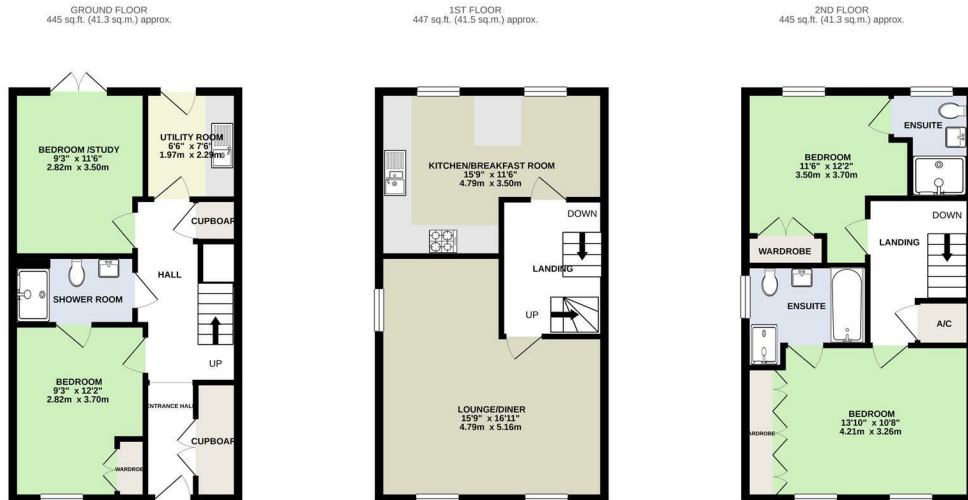 GROUND FLOOR
445 sq.ft. (41.3 sq.m.) approx.
BEDROOM /STUDY
9'3" x 11'6"
2.82m x 3.50m
UTILITY ROOM
6'6" x 7'6"
1.97m x 2.29m
CUPBOAR
HALL
SHOWER ROOM
UP
BEDROOM
9'3" x 12'2"
2.82m x 3.70m
ENTRANCE HALL
CUPBOAR
WARDROBE
1ST FLOOR
447 sq.ft. (41.5 sq.m.) approx.
KITCHEN/BREAKFAST ROOM
15'9" x 11'6"
4.79m x 3.50m
DOWN
LANDING
UP
LOUNGE/DINER
15'9" x 16'11"
4.79m x 5.16m
2ND FLOOR
445 sq.ft. (41.3 sq.m.) approx.
ENSUITE
BEDROOM
11'6" x 12'2"
3.50m x 3.70m
DOWN
LANDING
WARDROBE
ENSUITE
A/C
BEDROOM
13'10" x 10'8"
4.21m x 3.26m
ARDROBE